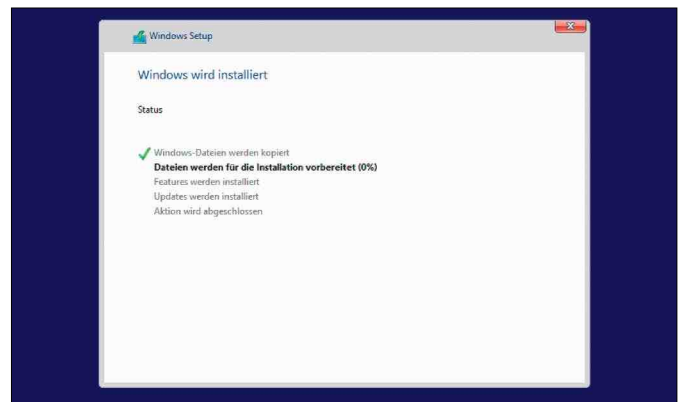 Windows Setup
Windows wird installiert
Status
Windows-Dateien werden kopiert
Dateien werden für die Installation vorbereitet (0%)
Features werden installiert
Updates werden installiert
Aktion wird abgeschlossen